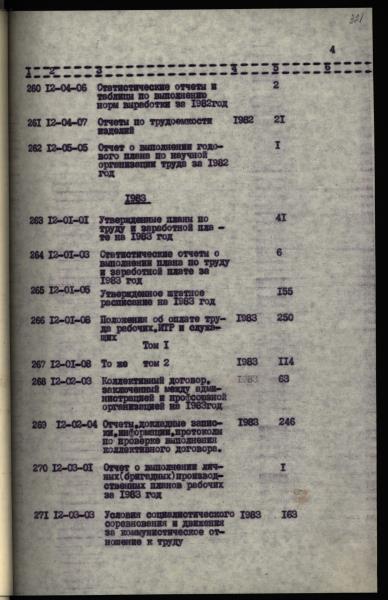 321
4
1 2 3 4 5 6
260 12-04-06 Статистические отчеты и 2
таблицы по выполнению
норм выработки за 1982год
261 12-04-07 Отчеты по трудоемкости 1982 21
изделий
262 12-05-05 Отчет о выполнении годо- 1
вого плана по научной
организации труда за 1982
год
1983
263 12-01-01 Утвержденные планы по 41
труду и заработной пла -
те на 1983 год
264 12-01-03 Статистические отчеты о 6
выполнении плана по труду
и заработной плате за
1983 год
265 12-01-05 Утвержденное штатное 155
расписание на 1983 год
266 12-01-08 Положения об оплате тру- 1983 250
да рабочих,ИТР и служа-
щих
Том I
267 12-01-08 То же том 2 1983 114
268 12-02-03 Коллективный договор, 1983 63
заключенный между адми-
нистрацией и профсоюзной
организацией на 1983год
269 12-02-04 Отчеты,докладные запис- 1983 246
ки,информации,протоколы
по проверке выполнения
коллективного договора.
270 12-03-01 Отчет о выполнении лич- 1
ных(бригадных)производ-
ственных планов рабочих
за 1983 год
271 12-03-03 Условия социалистического 1983 163
соревнования и движения
за коммунистическое от-
ношение к труду